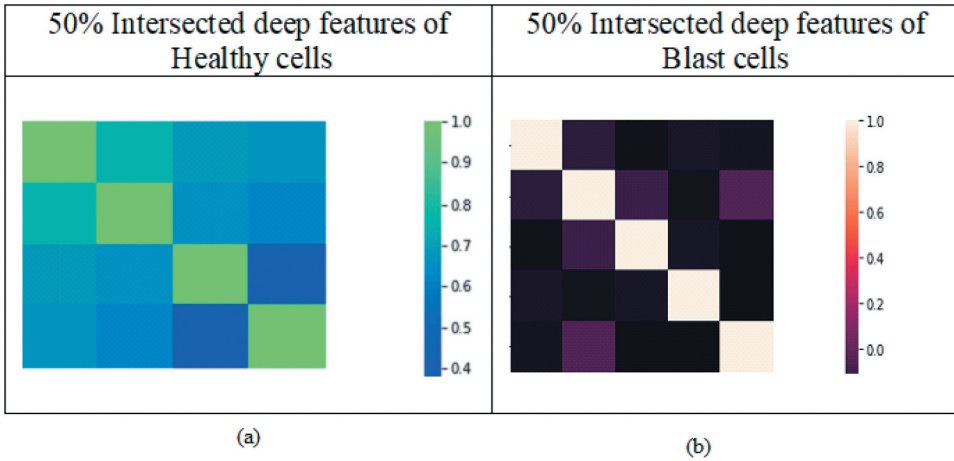 50% Intersected deep features of
Healthy cells
50% Intersected deep features of
Blast cells
1.0
0.9
0.8
0.7
0.6
0.5
0.4
1.0
0.8
0.6
0.4
0.2
0.0
(a)
(b)